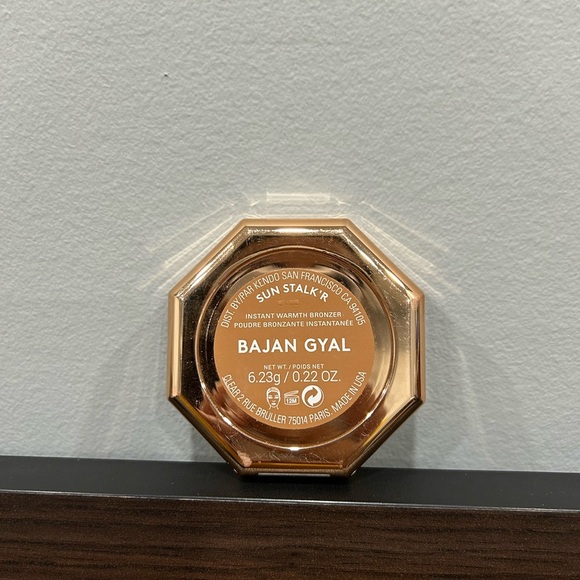 DIST. BY/PAR KENDO SAN FRANCISCO CA 94105
SUN STALK'R
INSTANT WARMTH BRONZER
POUDRE BRONZANTE INSTANTANÉE
BAJAN GYAL
NET WT. / POIDS NET
6.23g / 0.22 OZ.
12M
CLEAR 2 RUE BRULLER 75014 PARIS. MADE IN USA